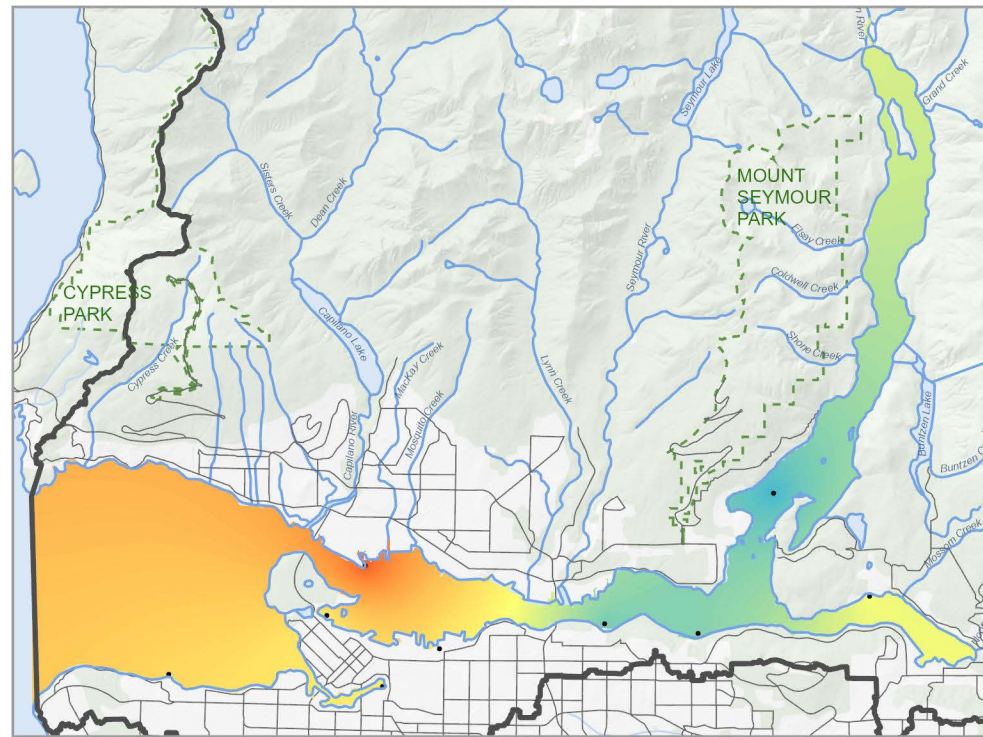 Grand Creek
Seymour Lake
Sisters Creek
Dean Creek
MOUNT
SEYMOUR
PARK
Elsay Creek
Seymour River
Coldwell Creek
CYPRESS
PARK
Capilano Lake
Cypress Creek
MacKay Creek
Lynn Creek
Shone Creek
Mosquito Creek
Buntzen Lake
Capilano River
Buntzen
Mossom Creek
River